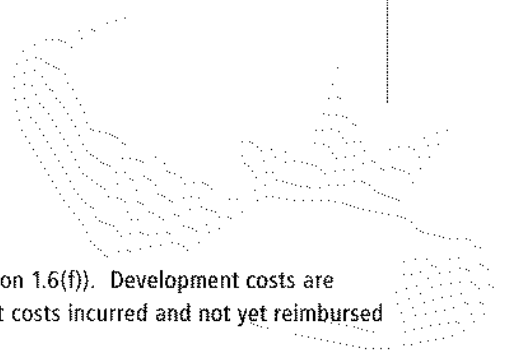 on 1.6(f)). Development costs are
t costs incurred and not yet reimbursed